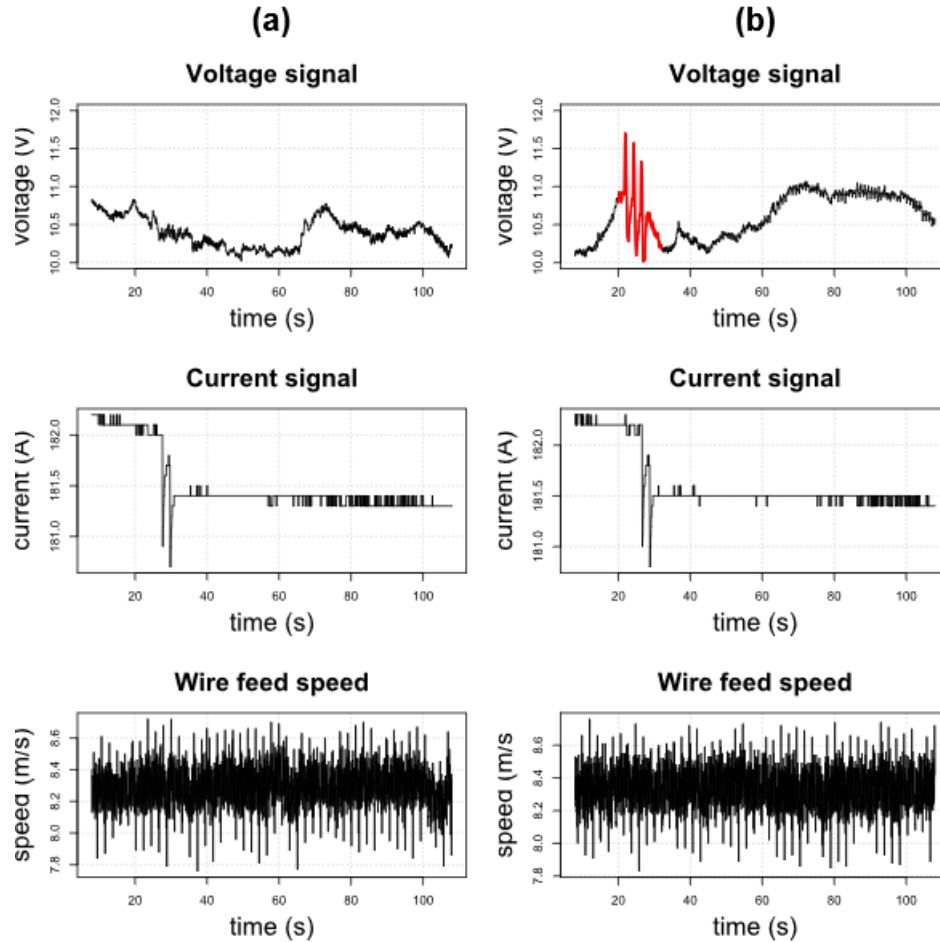 (a) (b)
Voltage signal Voltage signal
voltage (v) 10.0 10.5 11.0 11.5 12.0 voltage (v) 10.0 10.5 11.0 11.5 12.0
20 40 60 80 100 20 40 60 80 100
time (s) time (s)
Current signal Current signal
current (A) 181.0 181.5 182.0 current (A) 181.0 181.5 182.0
20 40 60 80 100 20 40 60 80 100
time (s) time (s)
Wire feed speed Wire feed speed
speed (m/s) 7.8 8.0 8.2 8.4 8.6 speed (m/s 7.8 8.0 8.2 8.4 8.6
20 40 60 80 100 20 40 60 80 100
time (s) time (s)